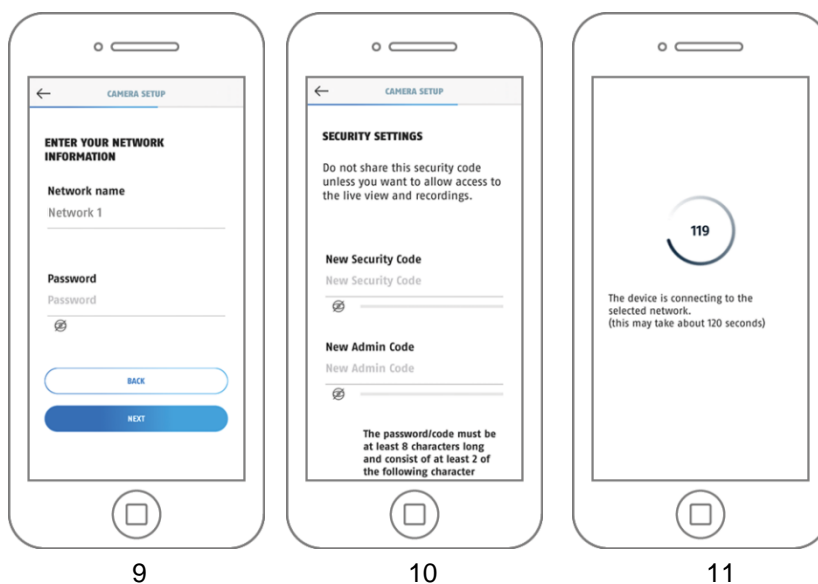 CAMERA SETUP
ENTER YOUR NETWORK
INFORMATION
Network name
Network 1
Password
Password
BACK
NEXT
9
CAMERA SETUP
SECURITY SETTINGS
Do not share this security code
unless you want to allow access to
the live view and recordings.
New Security Code
New Security Code
New Admin Code
New Admin Code
The password/code must be
at least 8 characters long
and consist of at least 2 of
the following character
10
119
The device is connecting to the
selected network.
(this may take about 120 seconds)
11